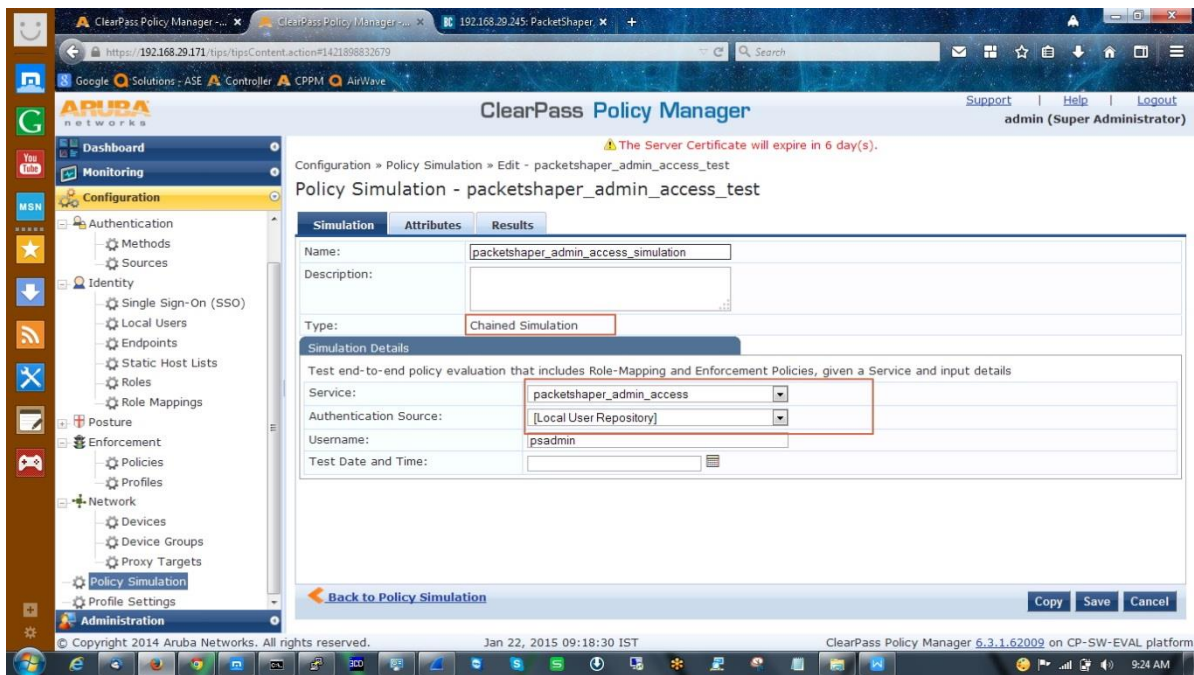 ClearPass Policy Manager -... ×
ClearPass Policy Manager -... ×
192.168.29.245: PacketShaper, × +
https://192.168.29.171/tips/tipsContent.action#1421898832679
Search
Google Solutions - ASE Controller CPPM AirWave
ARUBA
networks
ClearPass Policy Manager
Support | Help | Logout
admin (Super Administrator)
G
You
Tube
MSN
Dashboard
Monitoring
Configuration
Authentication
Methods
Sources
Identity
Single Sign-On (SSO)
Local Users
Endpoints
Static Host Lists
Roles
Role Mappings
Posture
Enforcement
Policies
Profiles
Network
Devices
Device Groups
Proxy Targets
Policy Simulation
Profile Settings
Administration
The Server Certificate will expire in 6 day(s).
Configuration » Policy Simulation » Edit - packetshaper_admin_access_test
Policy Simulation - packetshaper_admin_access_test
Simulation Attributes Results
Name: packetshaper_admin_access_simulation
Description:
Type: Chained Simulation
Simulation Details
Test end-to-end policy evaluation that includes Role-Mapping and Enforcement Policies, given a Service and input details
Service: packetshaper_admin_access
Authentication Source: [Local User Repository]
Username: psadmin
Test Date and Time:
Back to Policy Simulation
Copy Save Cancel
© Copyright 2014 Aruba Networks. All rights reserved. Jan 22, 2015 09:18:30 IST ClearPass Policy Manager 6.3.1.62009 on CP-SW-EVAL platform
9:24 AM